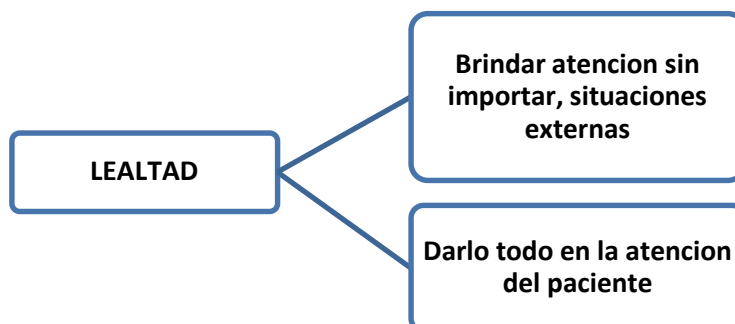 LEALTAD
Brindar atencion sin
importar, situaciones
externas
Darlo todo en la atencion
del paciente